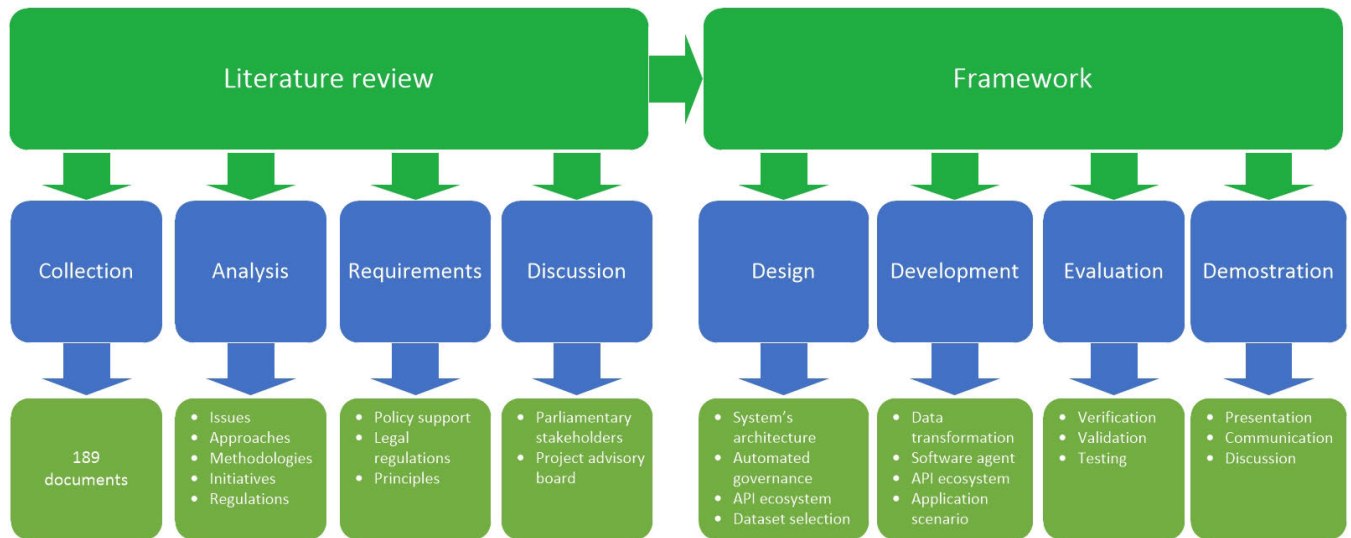 Literature review
Framework
Collection
Analysis
Requirements
Discussion
Design
Development
Evaluation
Demostration
189
documents
• Issues
• Approaches
• Methodologies
• Initiatives
• Regulations
• Policy support
• Legal
regulations
• Principles
• Parliamentary
stakeholders
• Project advisory
board
• System's
architecture
• Automated
governance
• API ecosystem
• Dataset selection
• Data
transformation
• Software agent
• API ecosystem
• Application
scenario
• Verification
• Validation
• Testing
• Presentation
• Communication
• Discussion